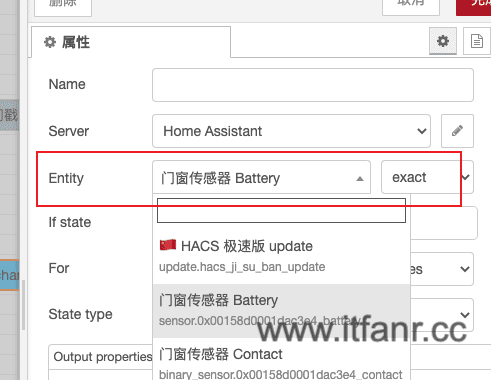 删除
取消
属性
Name
Server
Home Assistant
Entity
门窗传感器 Battery
exact
If state
🇨🇳 HACS 极速版 update
update.hacs_ji_su_ban_update
For
门窗传感器 Battery
sensor.0x00158d0001dac3e4_battery
State type
www.itfanr.cc
门窗传感器 Contact
Output properties
binary_sensor.0x00158d0001dac3e4_contact